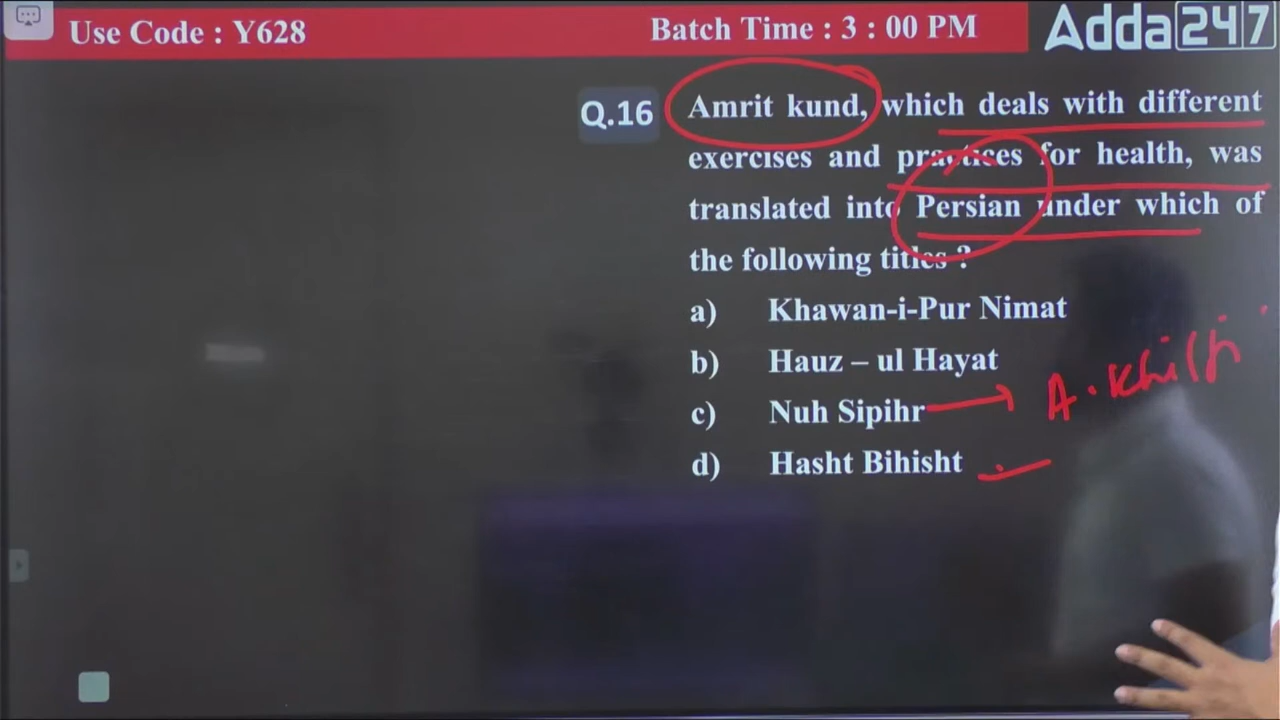 Use Code : Y628
Batch Time : 3 : 00 PM
Adda247
Q.16 Amrit kund, which deals with different
exercises and practices for health, was
translated into Persian under which of
the following titles ?
a) Khawan-i-Pur Nimat
b) Hauz – ul Hayat
c) Nuh Sipihr → A. Khilji
d) Hasht Bihisht